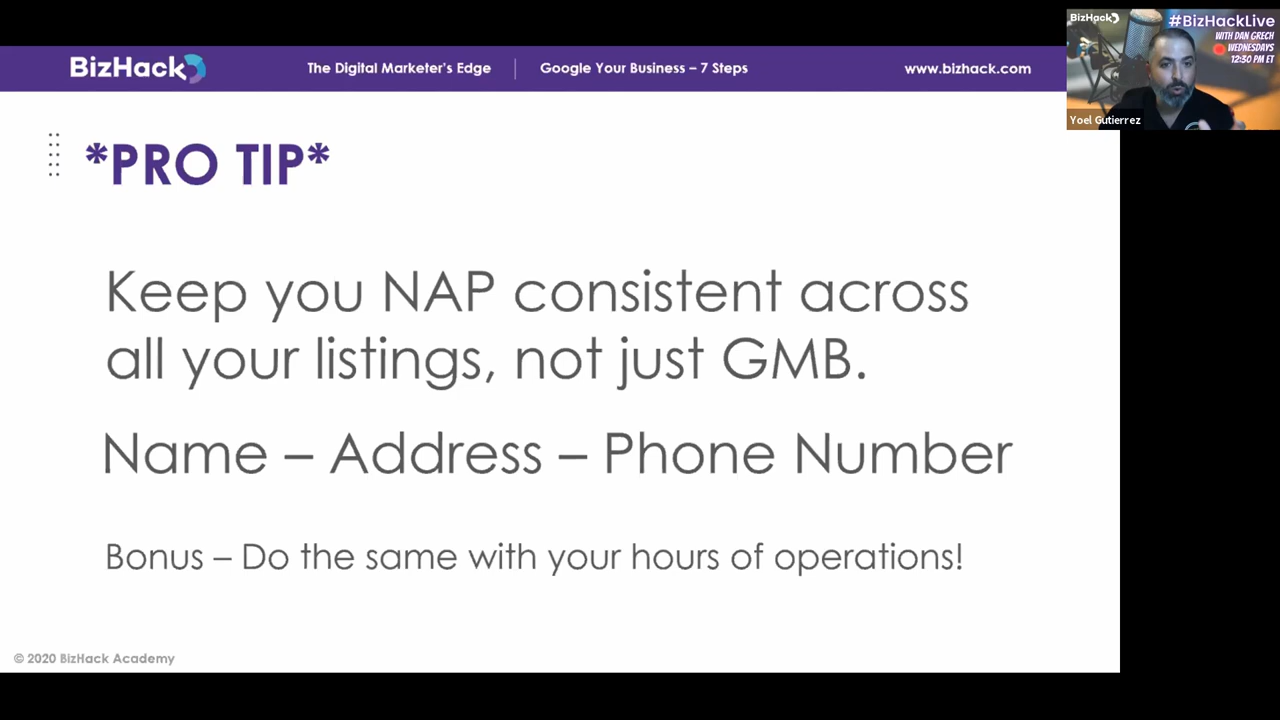 BizHack
The Digital Marketer's Edge
Google Your Business – 7 Steps
www.bizhack.com
BizHack
#BizHackLive
WITH DAN GRECH
WEDNESDAYS
12:30 PM ET
Yoel Gutierrez
*PRO TIP*
Keep you NAP consistent across
all your listings, not just GMB.
Name – Address – Phone Number
Bonus – Do the same with your hours of operations!
© 2020 BizHack Academy